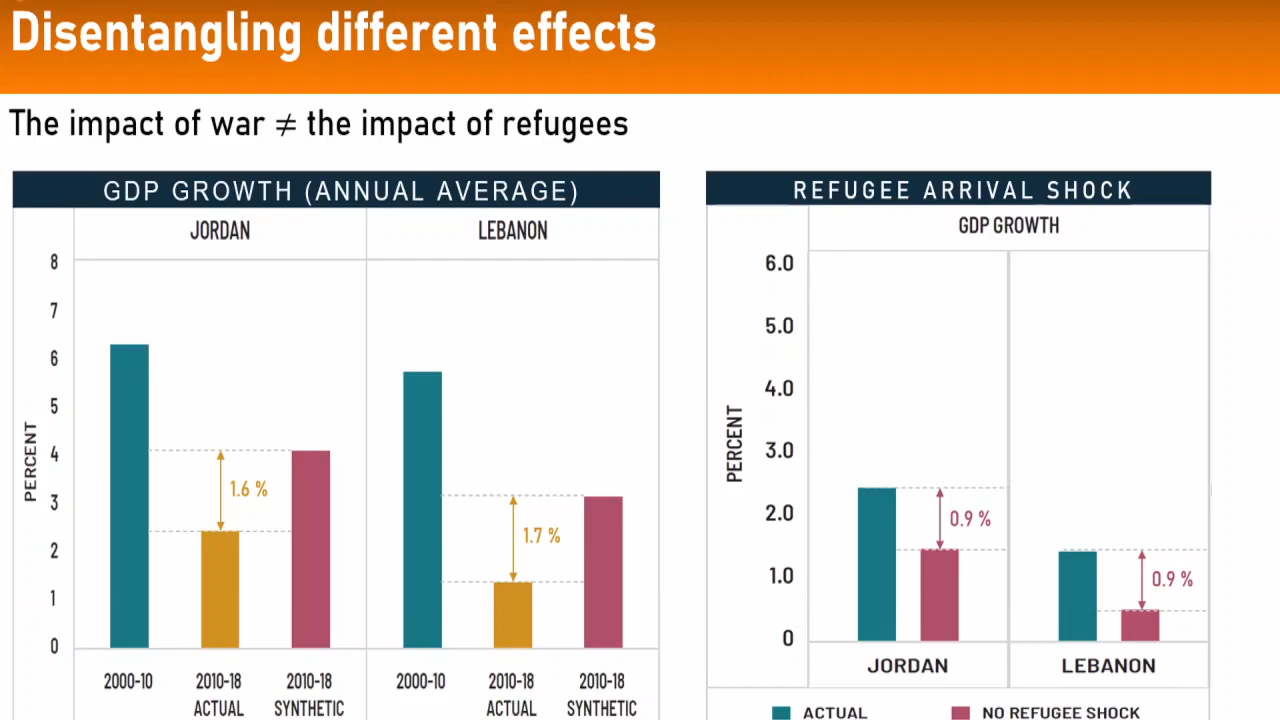 Disentangling different effects
The impact of war ≠ the impact of refugees
GDP GROWTH (ANNUAL AVERAGE)
JORDAN
LEBANON
PERCENT
8
7
6
5
4
3
2
1
0
1.6 %
1.7 %
2000-10
2010-18
ACTUAL
2010-18
SYNTHETIC
2000-10
2010-18
ACTUAL
2010-18
SYNTHETIC
REFUGEE ARRIVAL SHOCK
GDP GROWTH
PERCENT
6.0
5.0
4.0
3.0
2.0
1.0
0
0.9 %
0.9 %
JORDAN
LEBANON
ACTUAL
NO REFUGEE SHOCK